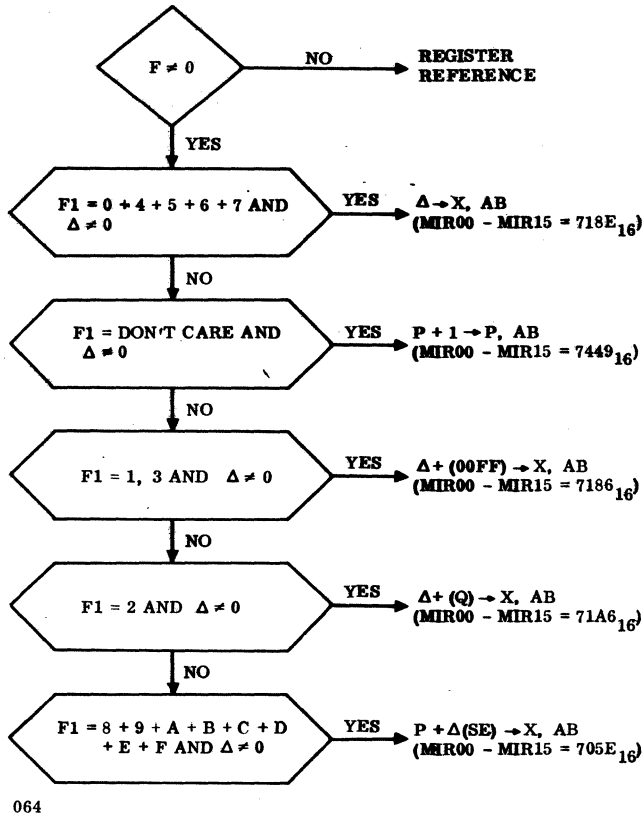 F ≠ 0
NO
REGISTER
REFERENCE
YES
F1 = 0 + 4 + 5 + 6 + 7 AND
Δ ≠ 0
YES
Δ → X, AB
(MIR00 - MIR15 = 718E16)
NO
F1 = DON'T CARE AND
Δ ≠ 0
YES
P + 1 → P, AB
(MIR00 - MIR15 = 744916)
NO
F1 = 1, 3 AND Δ ≠ 0
YES
Δ + (00FF) → X, AB
(MIR00 - MIR15 = 718616)
NO
F1 = 2 AND Δ ≠ 0
YES
Δ + (Q) → X, AB
(MIR00 - MIR15 = 71A616)
NO
F1 = 8 + 9 + A + B + C + D
+ E + F AND Δ ≠ 0
YES
P + Δ(SE) → X, AB
(MIR00 - MIR15 = 705E16)
064